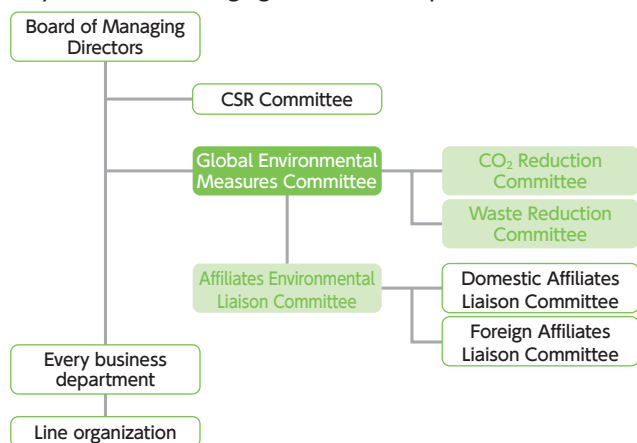 Board of Managing
Directors
CSR Committee
Global Environmental
Measures Committee
CO₂ Reduction
Committee
Waste Reduction
Committee
Affiliates Environmental
Liaison Committee
Domestic Affiliates
Liaison Committee
Foreign Affiliates
Liaison Committee
Every business
department
Line organization